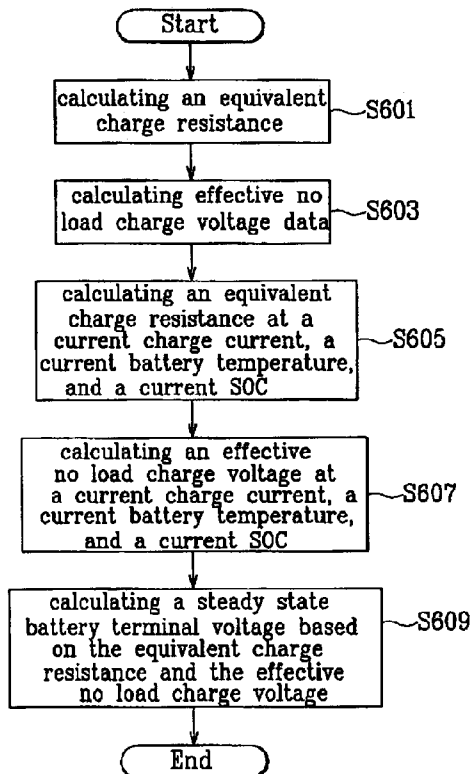 Start
calculating an equivalent
charge resistance
S601
calculating effective no
load charge voltage data
S603
calculating an equivalent
charge resistance at a
current charge current, a
current battery temperature,
and a current SOC
S605
calculating an effective
no load charge voltage at
a current charge current, a
current battery temperature,
and a current SOC
S607
calculating a steady state
battery terminal voltage based
on the equivalent charge
resistance and the effective
no load charge voltage
S609
End